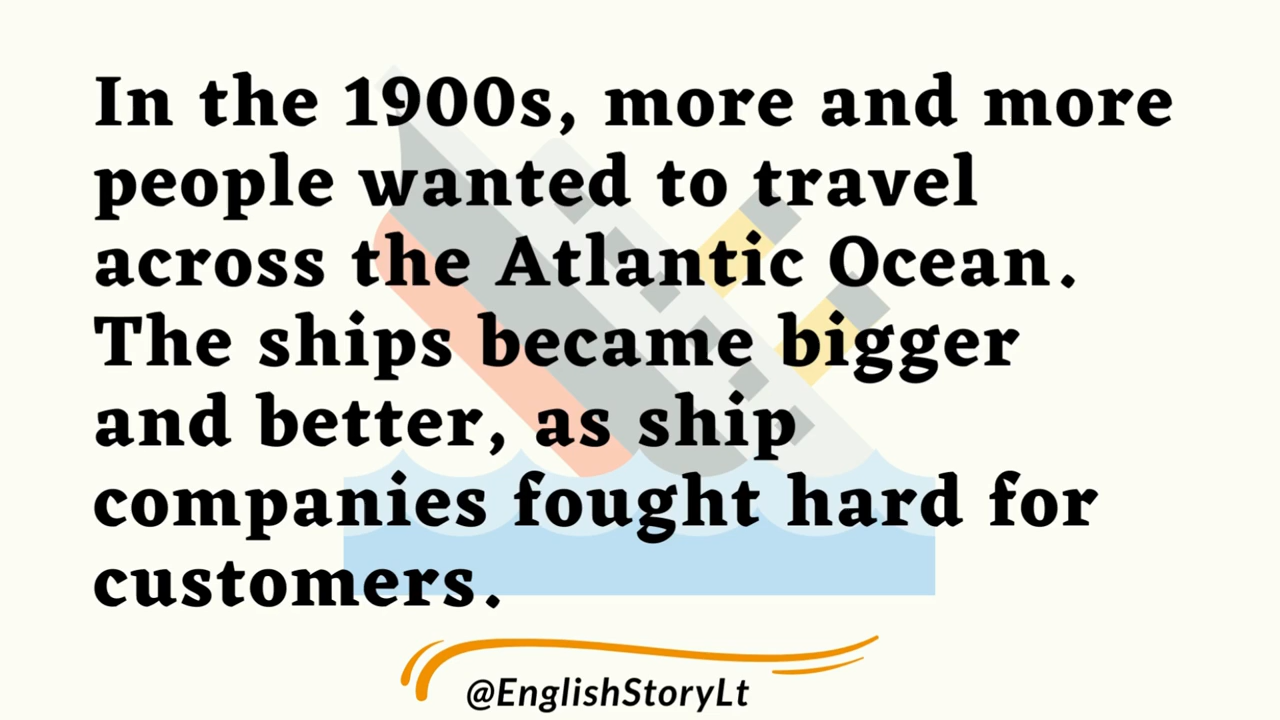 In the 1900s, more and more
people wanted to travel
across the Atlantic Ocean.
The ships became bigger
and better, as ship
companies fought hard for
customers.
@EnglishStoryLt